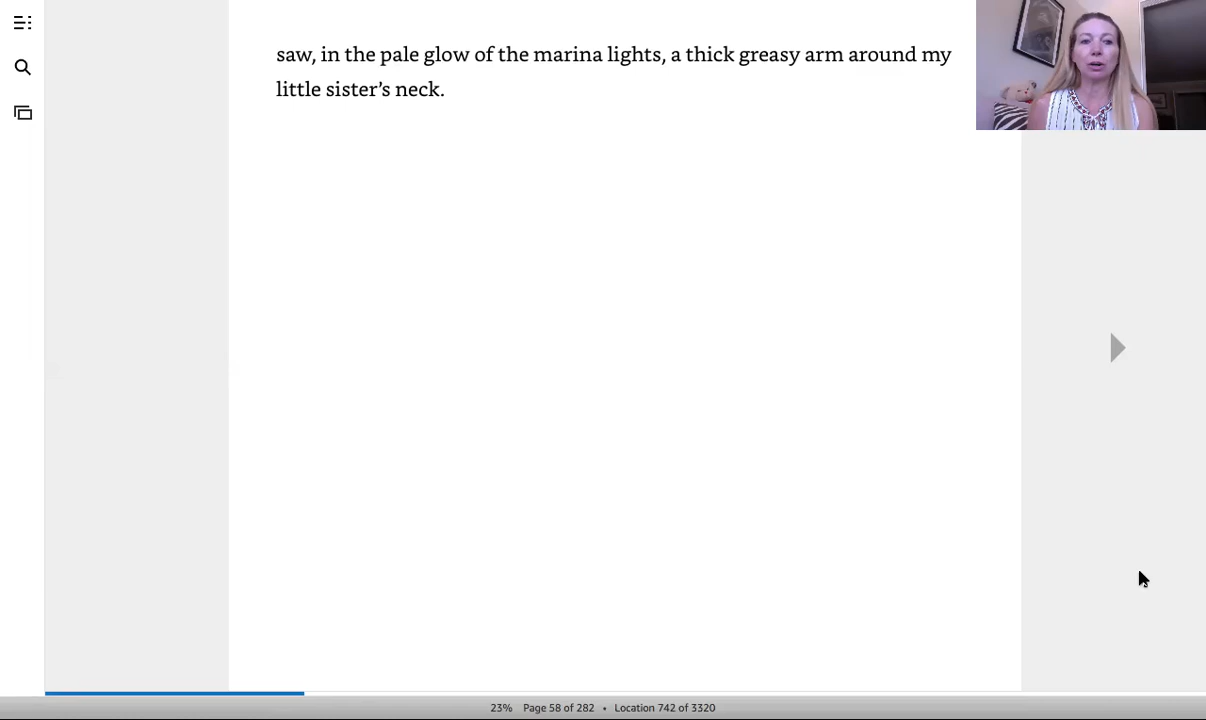 saw, in the pale glow of the marina lights, a thick greasy arm around my
little sister’s neck.
23% Page 58 of 282 • Location 742 of 3320